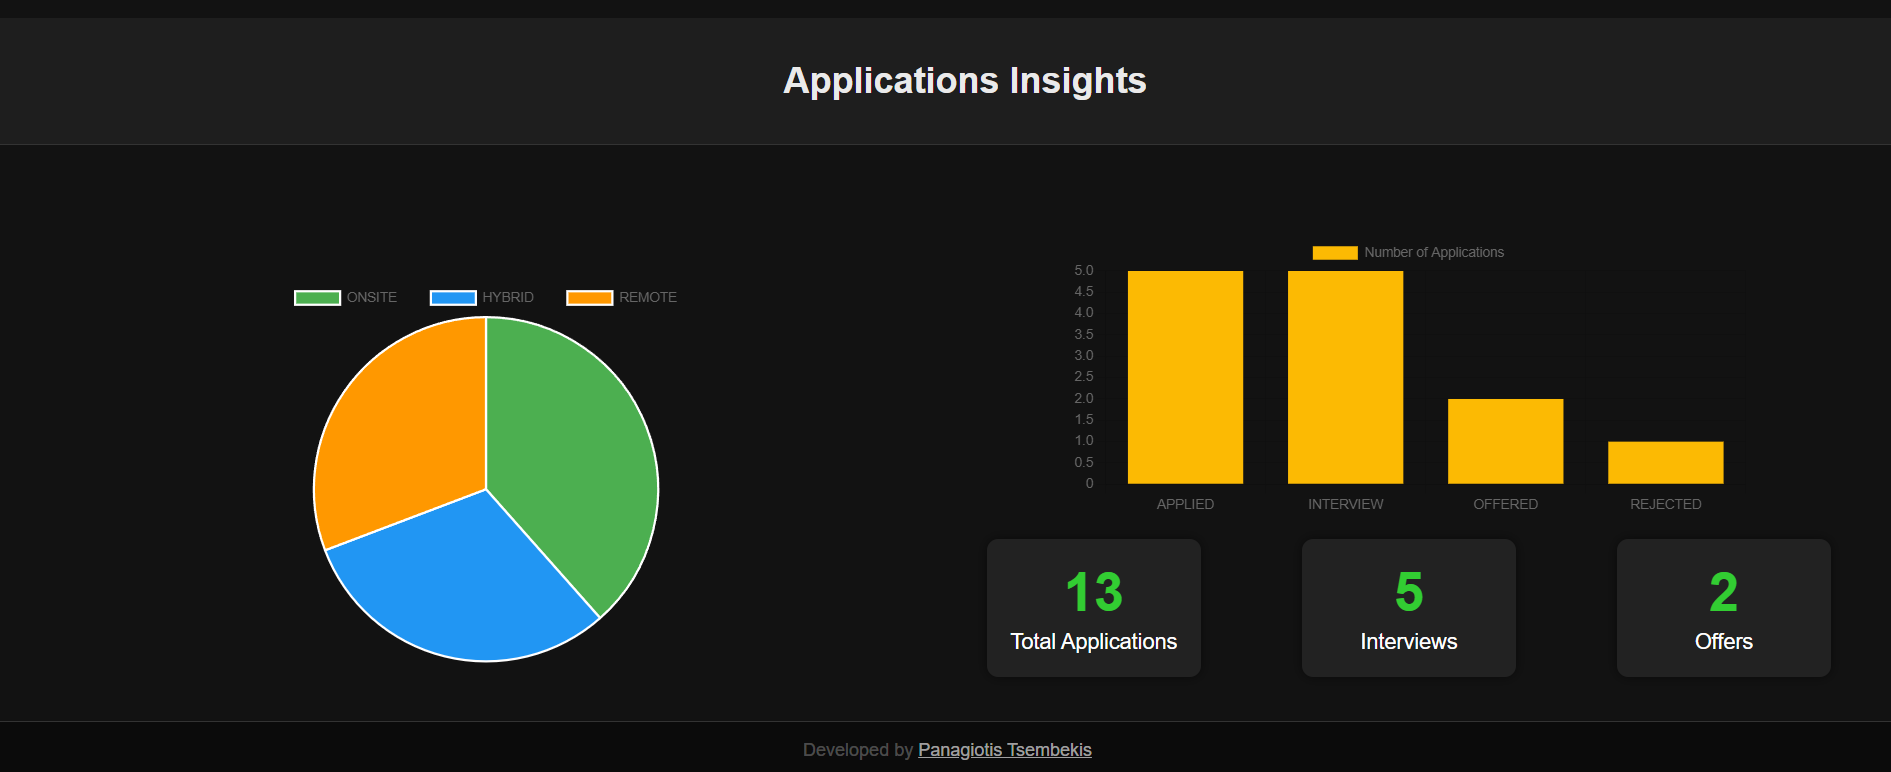 Applications Insights
ONSITE HYBRID REMOTE
Number of Applications
5.0
4.5
4.0
3.5
3.0
2.5
2.0
1.5
1.0
0.5
0
APPLIED INTERVIEW OFFERED REJECTED
13
Total Applications
5
Interviews
2
Offers
Developed by Panagiotis Tsembekis